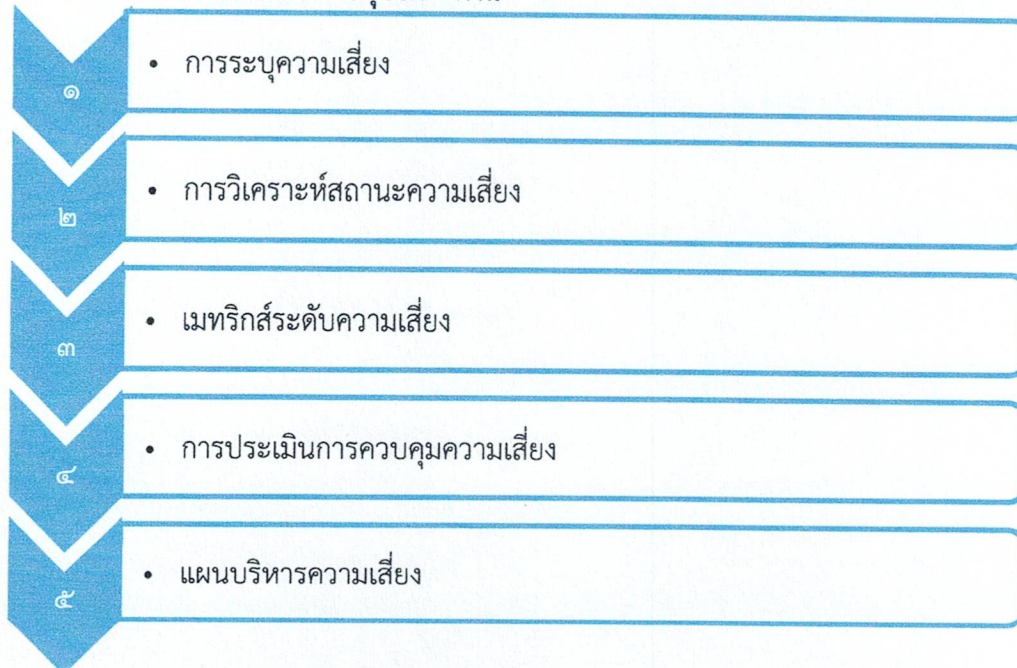 ๑
• การระบุความเสี่ยง
๒
• การวิเคราะห์สถานะความเสี่ยง
๓
• เมทริกส์ระดับความเสี่ยง
๔
• การประเมินการควบคุมความเสี่ยง
๕
• แผนบริหารความเสี่ยง